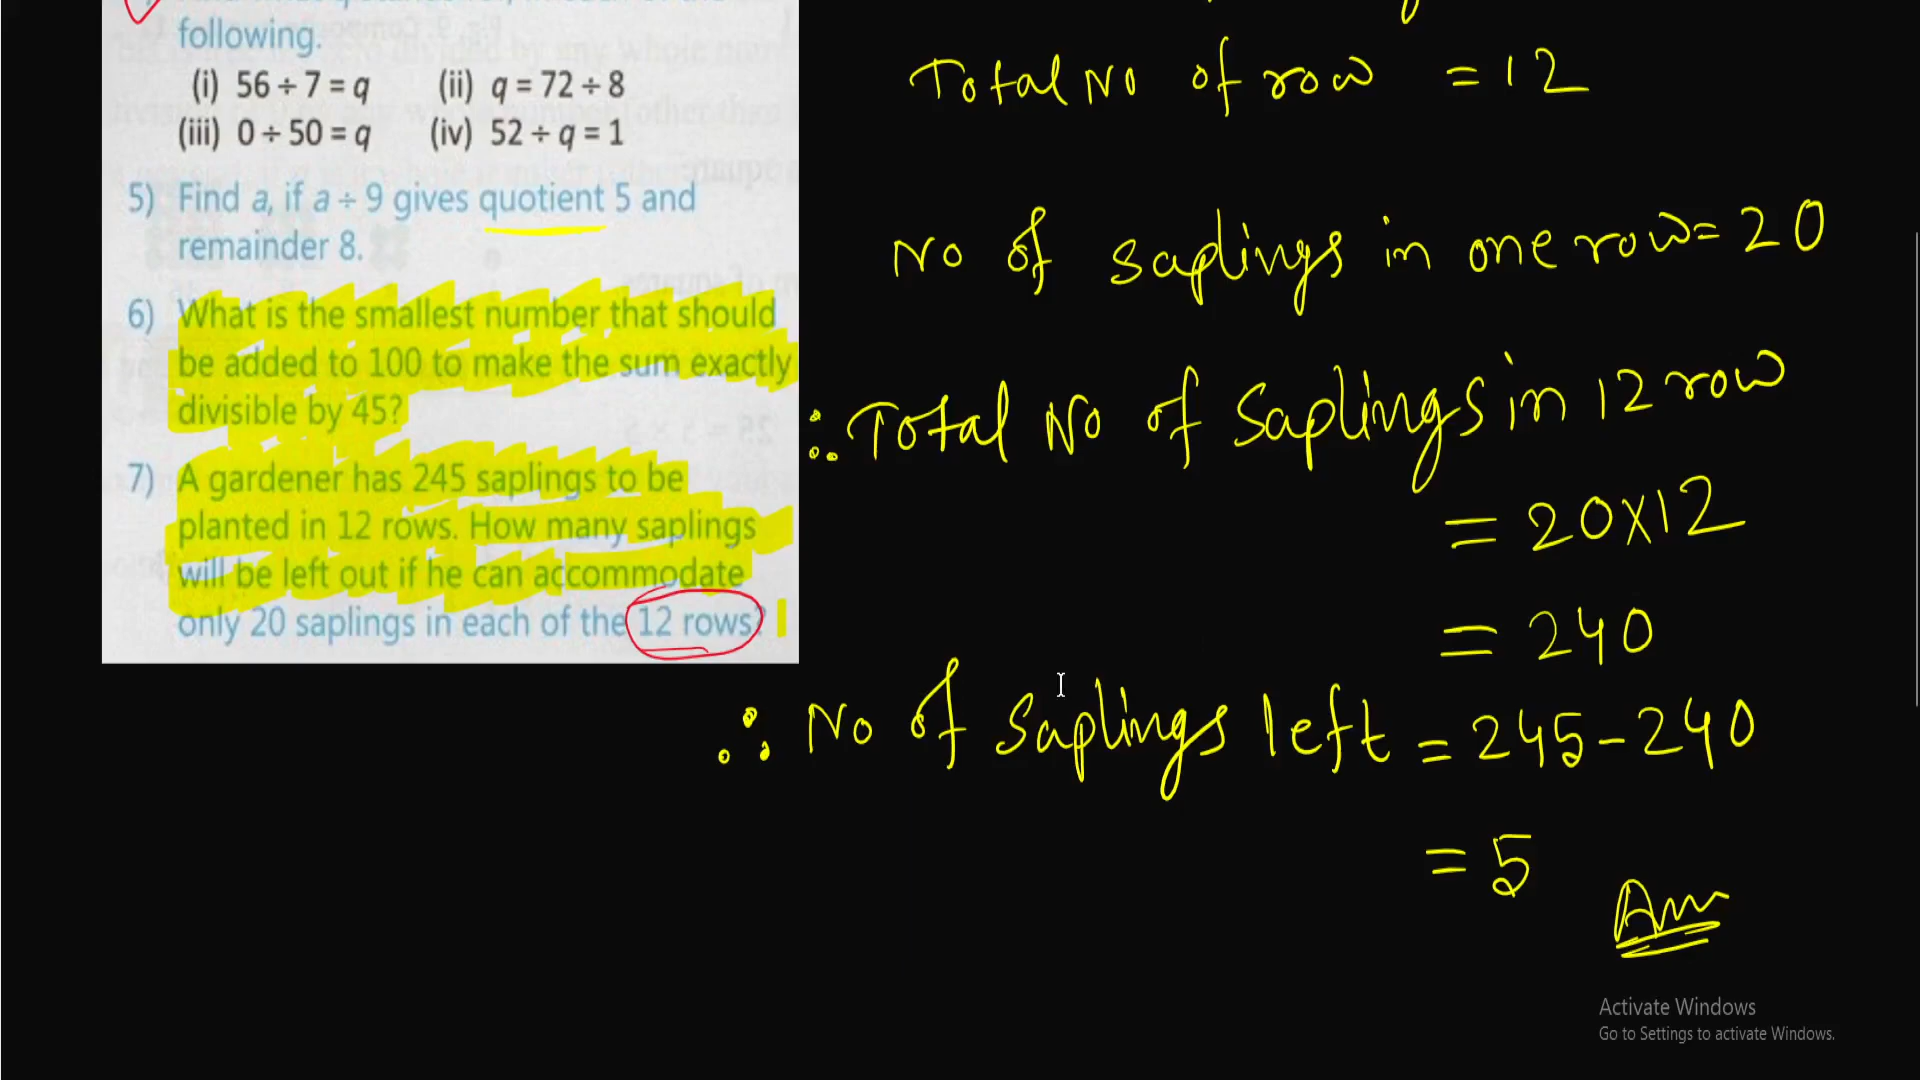 following.
(i) 56 ÷ 7 = q (ii) q = 72 ÷ 8
(iii) 0 ÷ 50 = q (iv) 52 ÷ q = 1
5) Find a, if a ÷ 9 gives quotient 5 and
remainder 8.
6) What is the smallest number that should
be added to 100 to make the sum exactly
divisible by 45?
7) A gardener has 245 saplings to be
planted in 12 rows. How many saplings
will be left out if he can accommodate
only 20 saplings in each of the 12 rows?
Total No of row = 12
No of saplings in one row = 20
∴ Total No of Saplings in 12 row
= 20 x 12
= 240
∴ No of Saplings left = 245 - 240
= 5
Ans
Activate Windows
Go to Settings to activate Windows.